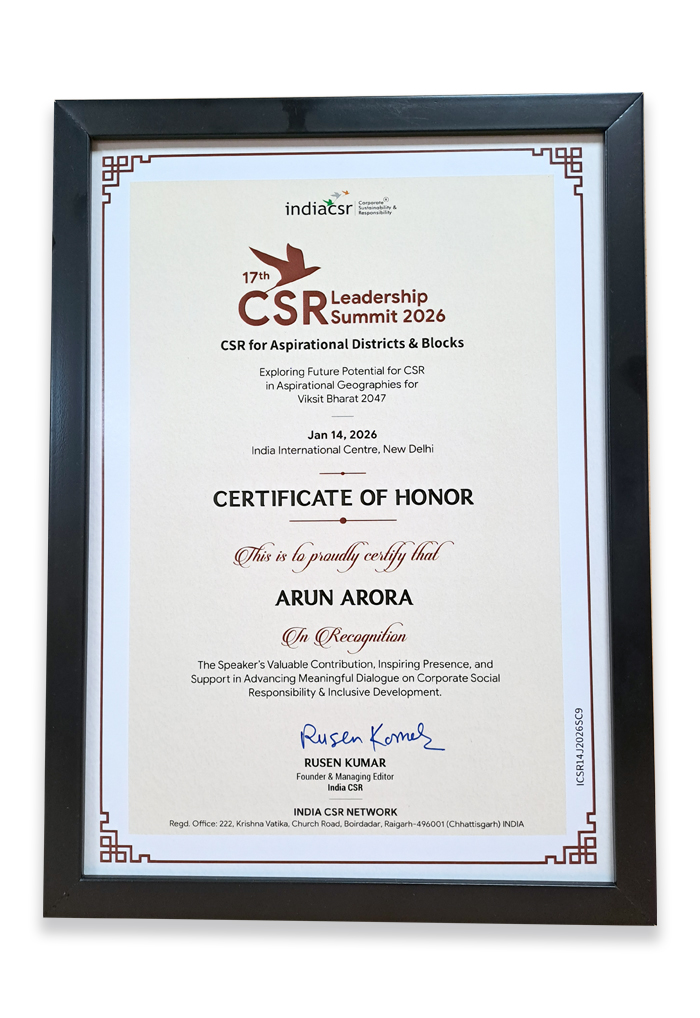 indiacsr
Corporate
Sustainability &
Responsibility
17th
CSR Leadership
Summit 2026
CSR for Aspirational Districts & Blocks
Exploring Future Potential for CSR
in Aspirational Geographies for
Viksit Bharat 2047
Jan 14, 2026
India International Centre, New Delhi
CERTIFICATE OF HONOR
This is to proudly certify that
ARUN ARORA
In Recognition
The Speaker's Valuable Contribution, Inspiring Presence, and
Support in Advancing Meaningful Dialogue on Corporate Social
Responsibility & Inclusive Development.
Rusen Kumar
RUSEN KUMAR
Founder & Managing Editor
India CSR
INDIA CSR NETWORK
Regd. Office: 222, Krishna Vatika, Church Road, Boirdadar, Raigarh-496001 (Chhattisgarh) INDIA
ICSR14J2026SC9